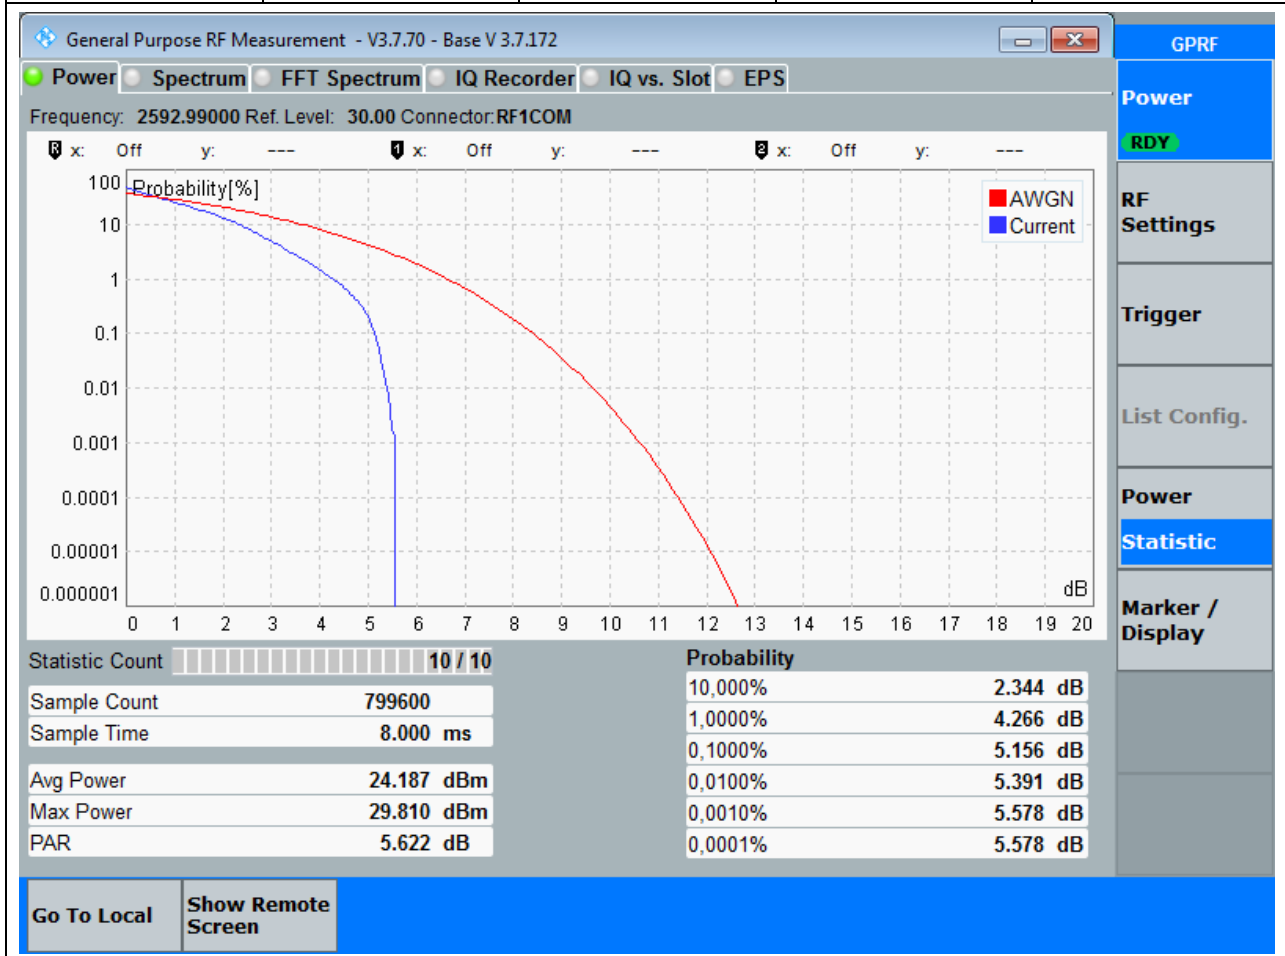 General Purpose RF Measurement - V3.7.70 - Base V 3.7.172
GPRF
Power Spectrum FFT Spectrum IQ Recorder IQ vs. Slot EPS
Frequency: 2592.99000 Ref. Level: 30.00 Connector: RF1COM
R x: Off y: --- 1 x: Off y: --- 2 x: Off y: ---
Probability[%]
100
10
1
0.1
0.01
0.001
0.0001
0.00001
0.000001
AWGN
Current
dB
0 1 2 3 4 5 6 7 8 9 10 11 12 13 14 15 16 17 18 19 20
Statistic Count 10 / 10
Sample Count 799600
Sample Time 8.000 ms
Avg Power 24.187 dBm
Max Power 29.810 dBm
PAR 5.622 dB
Probability
10,000% 2.344 dB
1,0000% 4.266 dB
0,1000% 5.156 dB
0,0100% 5.391 dB
0,0010% 5.578 dB
0,0001% 5.578 dB
Power
RDY
RF
Settings
Trigger
List Config.
Power
Statistic
Marker /
Display
Go To Local
Show Remote
Screen